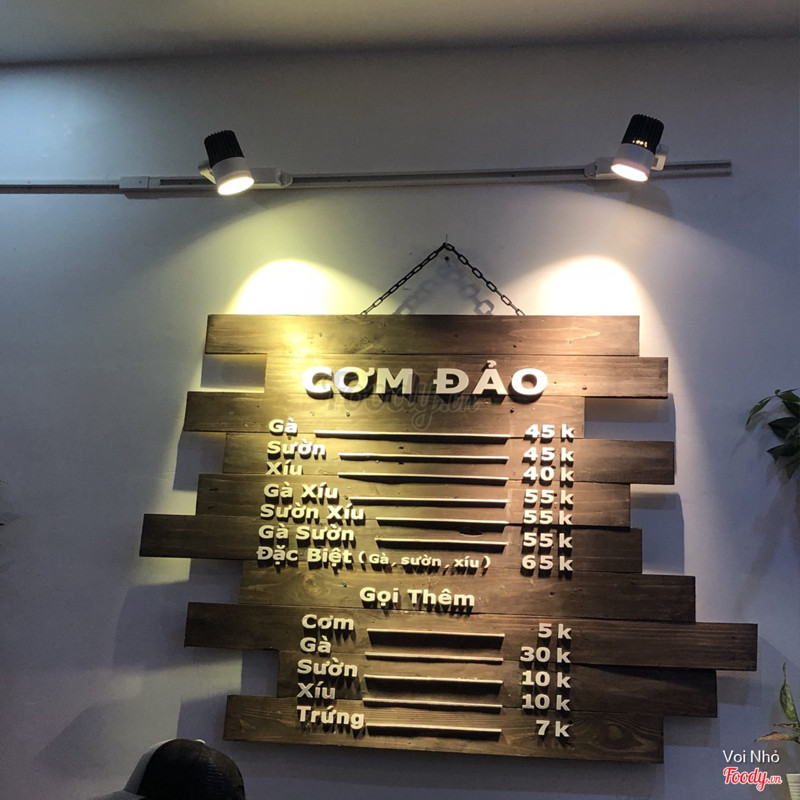 CƠM ĐẢO
Gà 45 k
Sườn 45 k
Xíu 40 k
Gà Xíu 55 k
Sườn Xíu 55 k
Gà Sườn 55 k
Đặc Biệt (Gà, sườn, xíu) 65 k
Gọi Thêm
Cơm 5 k
Gà 30 k
Sườn 10 k
Xíu 10 k
Trứng 7 k
Foody.vn
Voi Nhỏ
Foody.vn